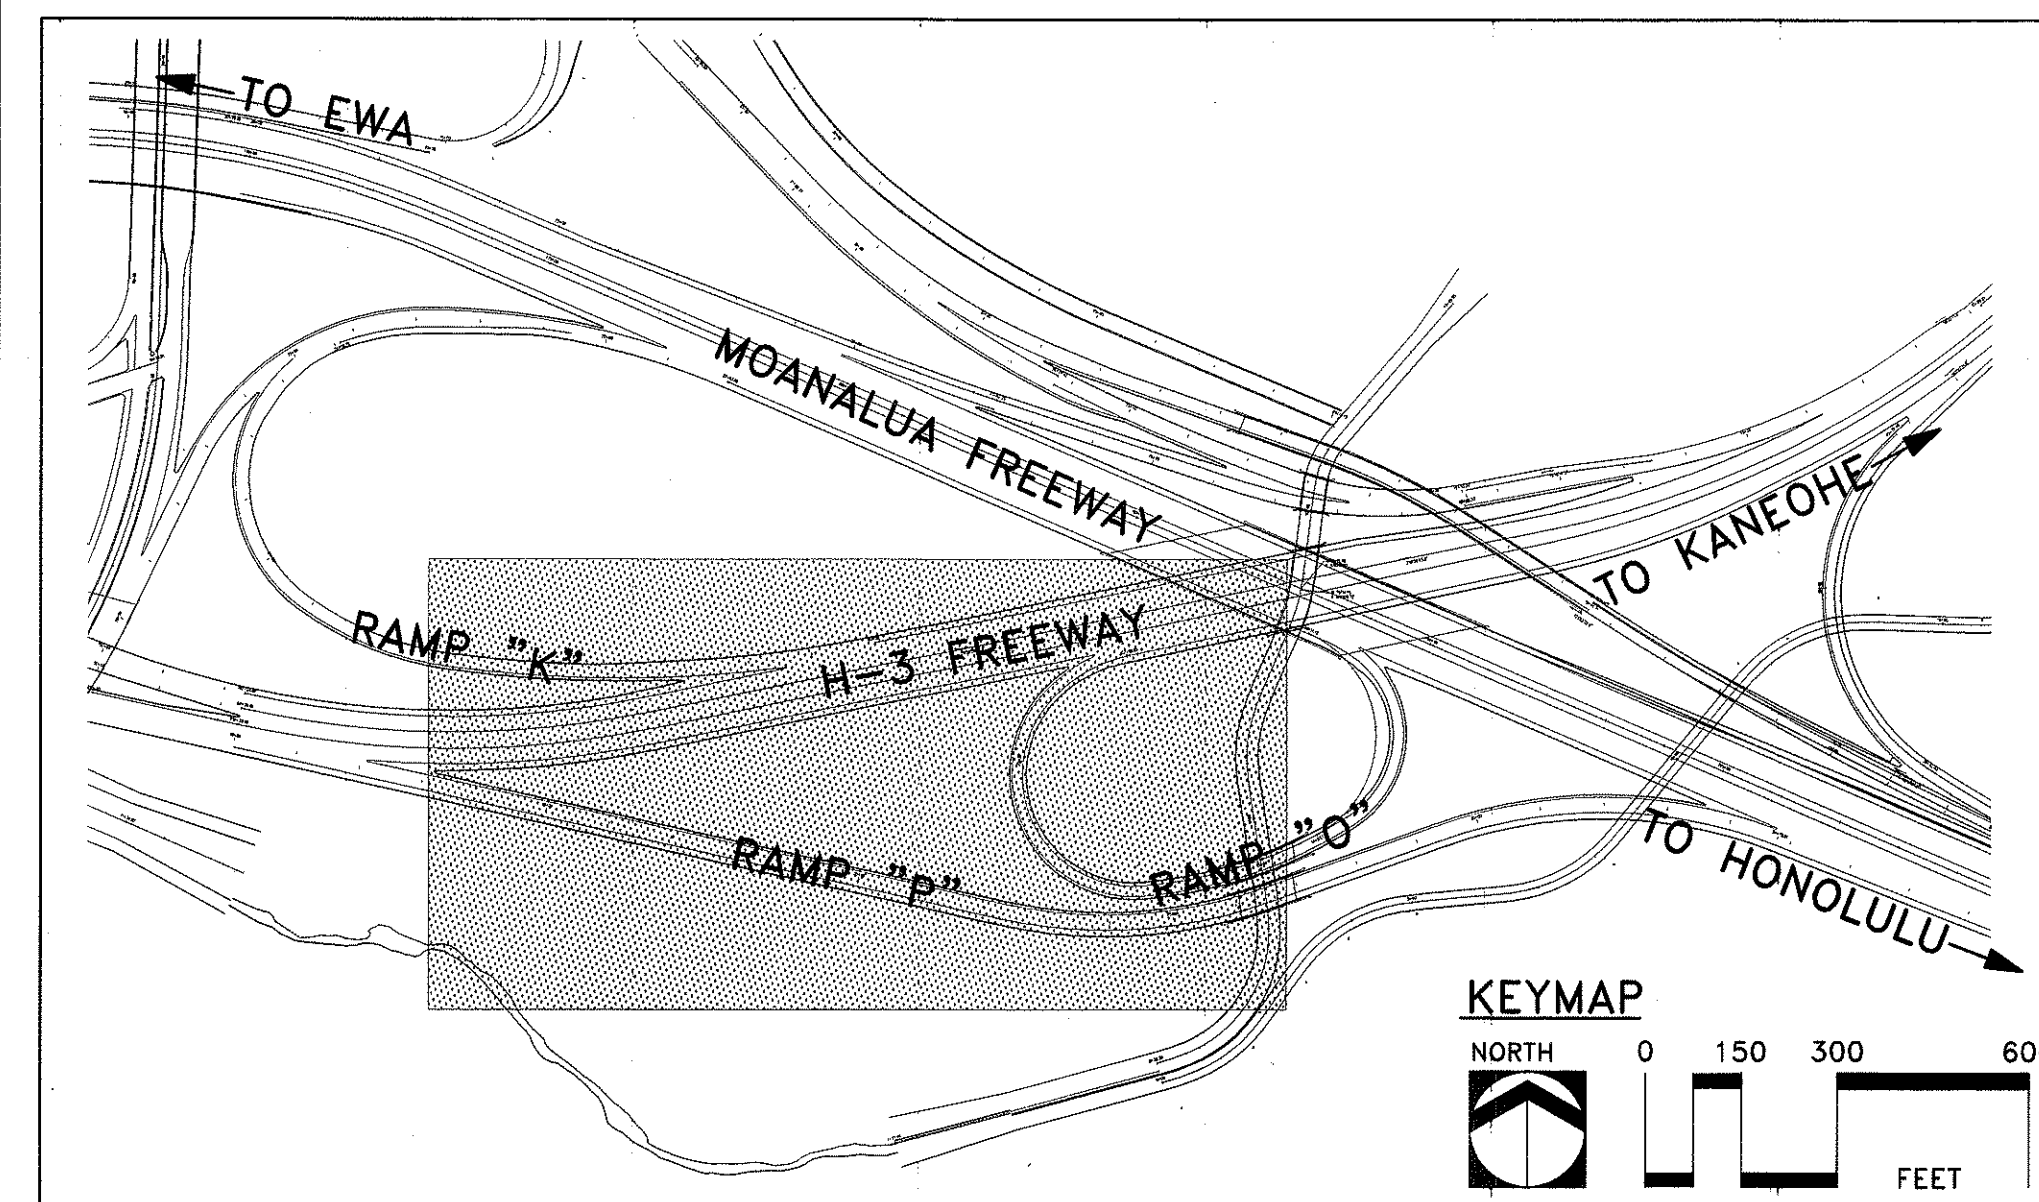 TO EWA
MOANALUA FREEWAY
TO KANEOHE
RAMP "K"
H-3 FREEWAY
RAMP "P"
RAMP "O"
TO HONOLULU
KEYMAP
NORTH 0 150 300 60
FEET